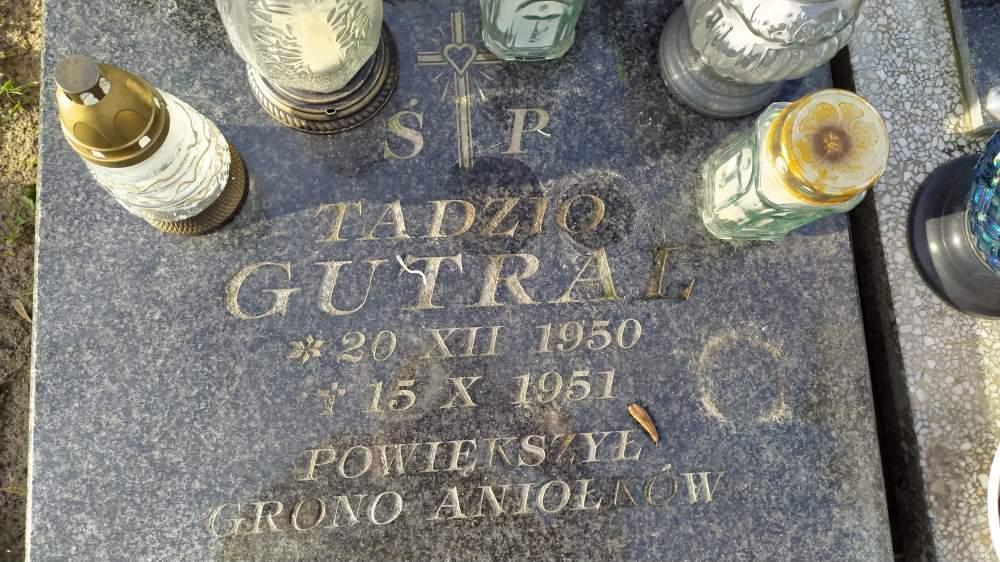 Ś P
TADZIO
GUTRAL
* 20 XII 1950
† 15 X 1951
POWIĘKSZYŁ
GRONO ANIOŁKÓW